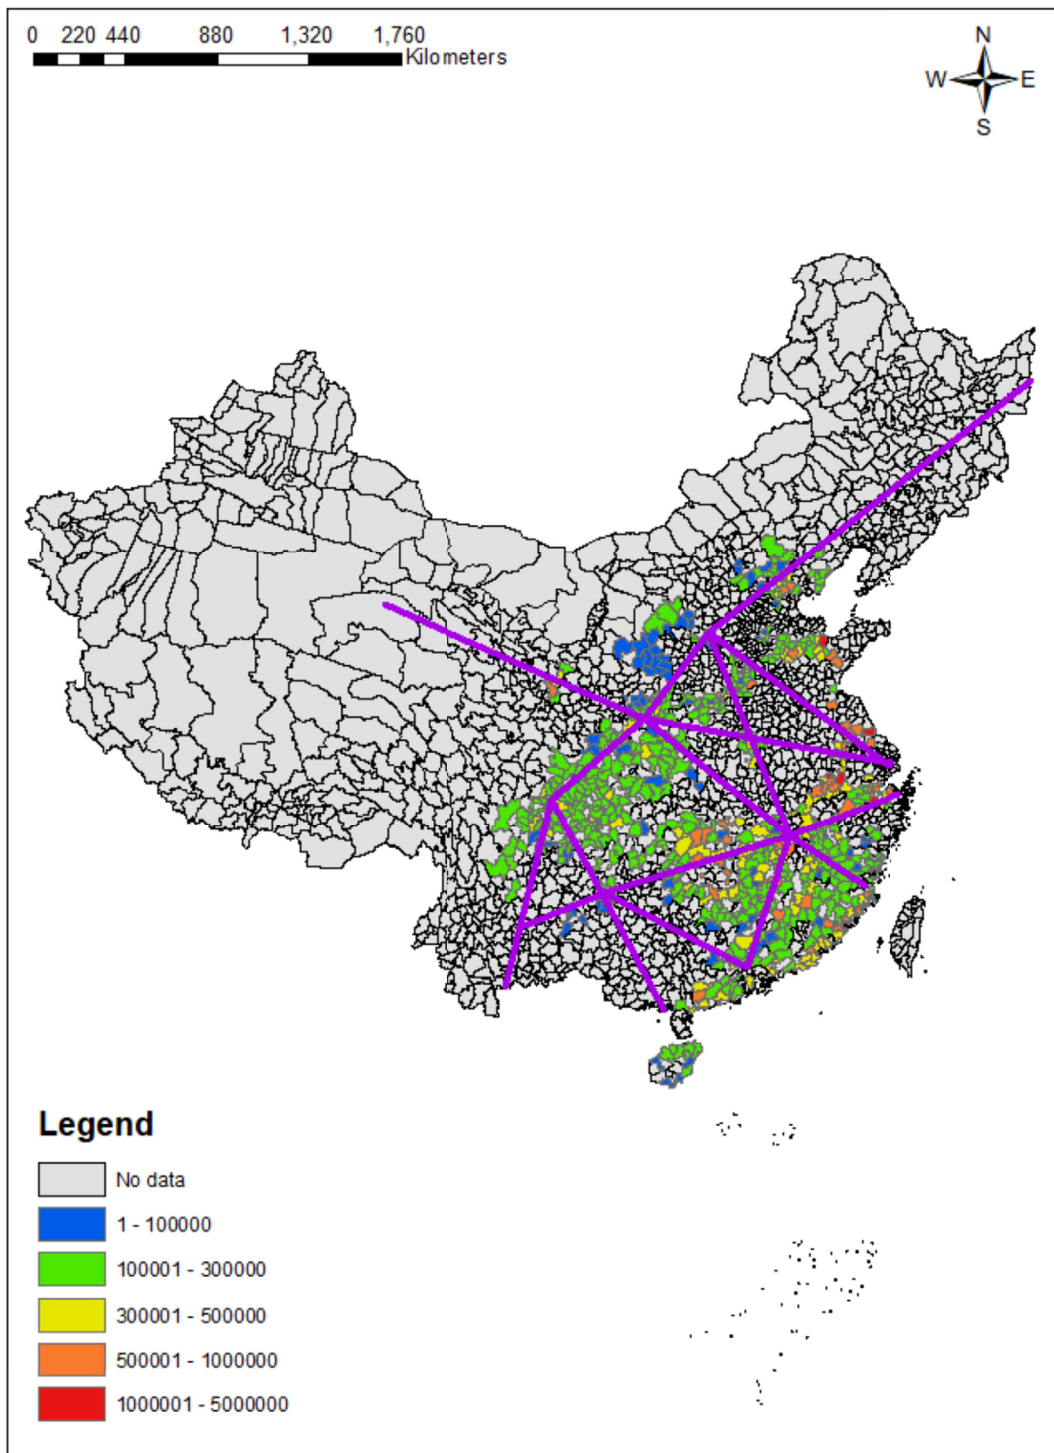 0 220 440 880 1,320 1,760
Kilometers
N
W E
S
Legend
No data
1 - 100000
100001 - 300000
300001 - 500000
500001 - 1000000
1000001 - 5000000